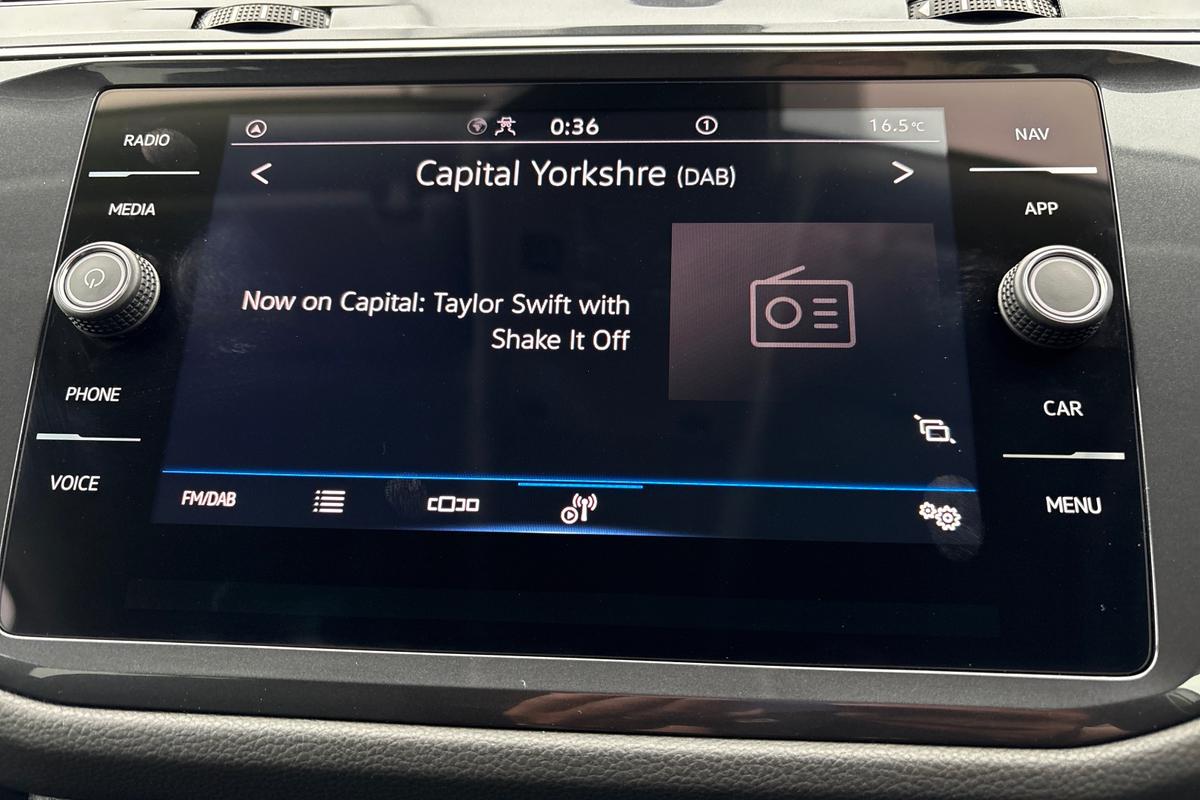 RADIO
MEDIA
PHONE
VOICE
0:36
1
16.5°C
< Capital Yorkshre (DAB) >
Now on Capital: Taylor Swift with
Shake It Off
FM/DAB
NAV
APP
CAR
MENU